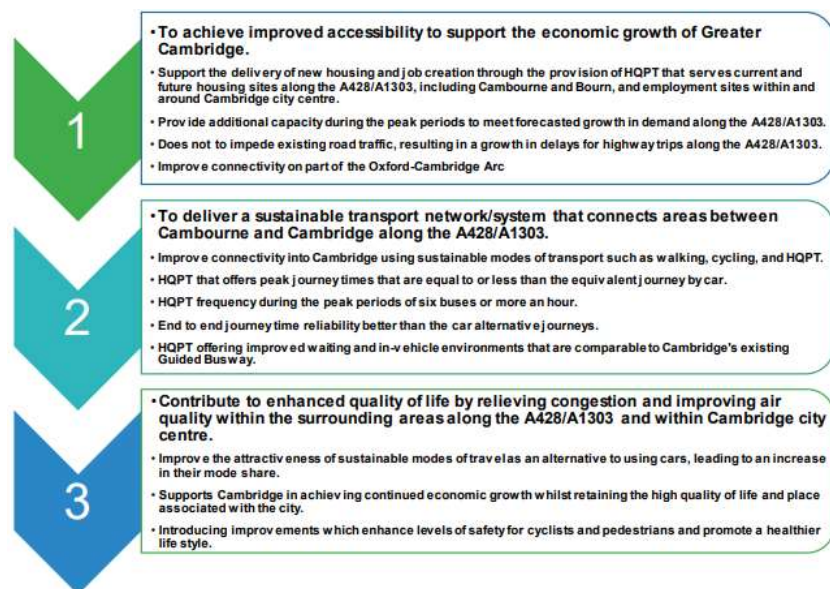 1
• To achieve improved accessibility to support the economic growth of Greater
Cambridge.
• Support the delivery of new housing and job creation through the provision of HQPT that serves current and
future housing sites along the A428/A1303, including Cambourne and Bourn, and employment sites within and
around Cambridge city centre.
• Provide additional capacity during the peak periods to meet forecasted growth in demand along the A428/A1303.
• Does not to impede existing road traffic, resulting in a growth in delays for highway trips along the A428/A1303.
• Improve connectivity on part of the Oxford-Cambridge Arc
2
• To deliver a sustainable transport network/system that connects areas between
Cambourne and Cambridge along the A428/A1303.
• Improve connectivity into Cambridge using sustainable modes of transport such as walking, cycling, and HQPT.
• HQPT that offers peak journey times that are equal to or less than the equivalent journey by car.
• HQPT frequency during the peak periods of six buses or more an hour.
• End to end journey time reliability better than the car alternative journeys.
• HQPT offering improved waiting and in-vehicle environments that are comparable to Cambridge's existing
Guided Busway.
3
• Contribute to enhanced quality of life by relieving congestion and improving air
quality within the surrounding areas along the A428/A1303 and within Cambridge city
centre.
• Improve the attractiveness of sustainable modes of travel as an alternative to using cars, leading to an increase
in their mode share.
• Supports Cambridge in achieving continued economic growth whilst retaining the high quality of life and place
associated with the city.
• Introducing improvements which enhance levels of safety for cyclists and pedestrians and promote a healthier
life style.